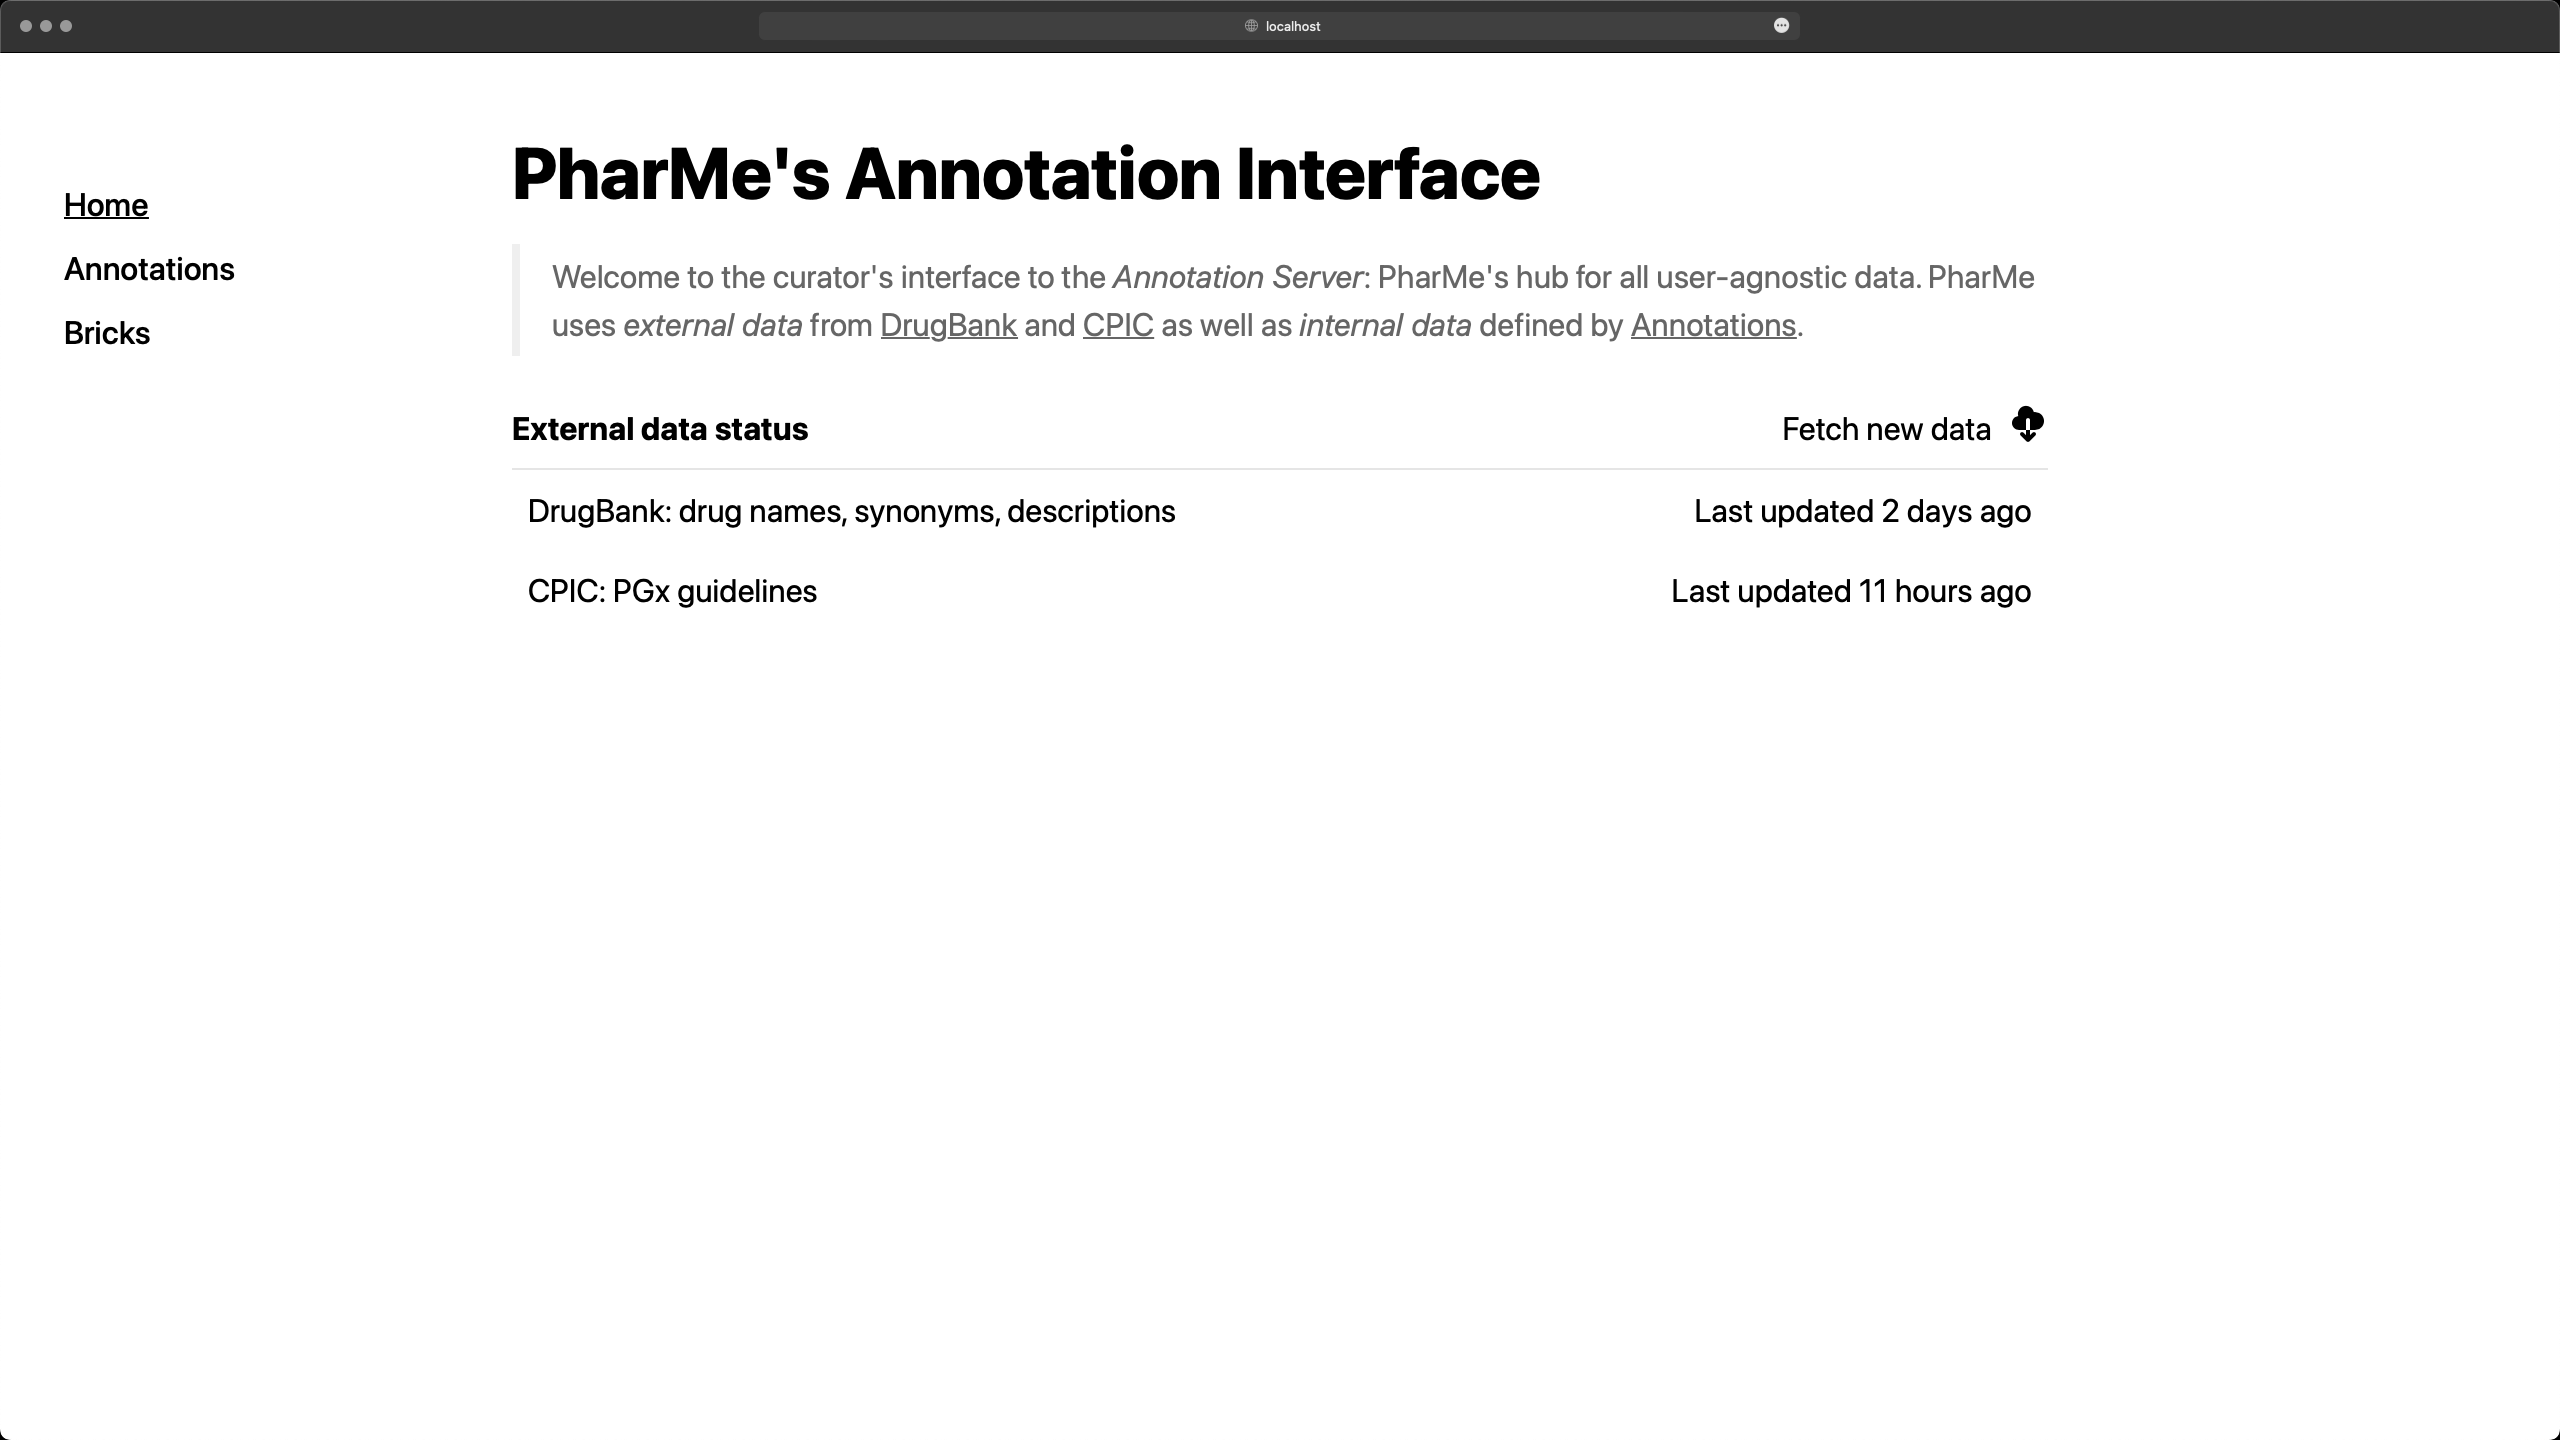 localhost
Home
Annotations
Bricks
PharMe's Annotation Interface
Welcome to the curator's interface to the Annotation Server: PharMe's hub for all user-agnostic data. PharMe
uses external data from DrugBank and CPIC as well as internal data defined by Annotations.
External data status Fetch new data
DrugBank: drug names, synonyms, descriptions Last updated 2 days ago
CPIC: PGx guidelines Last updated 11 hours ago